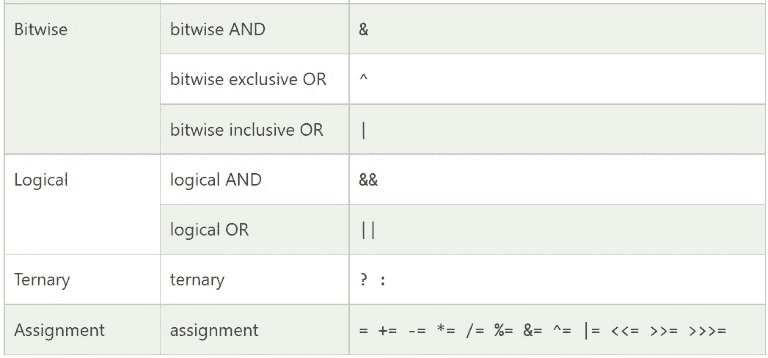 Bitwise bitwise AND &
bitwise exclusive OR ^
bitwise inclusive OR |
Logical logical AND &&
logical OR ||
Ternary ternary ? :
Assignment assignment = += -= *= /= %= &= ^= |= <<= >>= >>>=